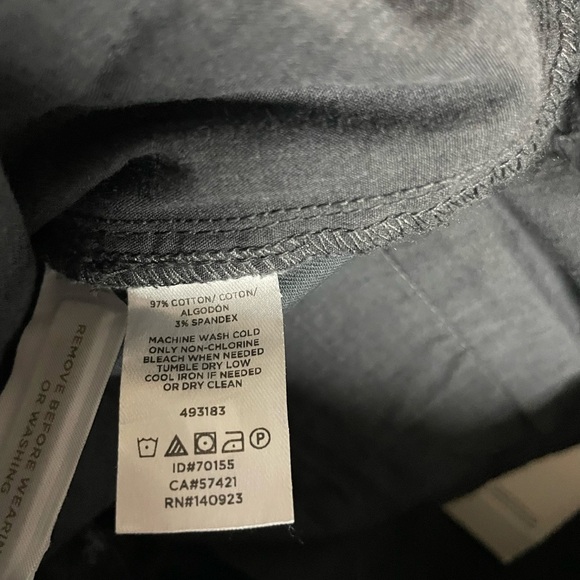 97% COTTON/ COTON/
ALGODON
3% SPANDEX
MACHINE WASH COLD
ONLY NON-CHLORINE
BLEACH WHEN NEEDED
TUMBLE DRY LOW
COOL IRON IF NEEDED
OR DRY CLEAN
493183
P
ID#70155
CA#57421
RN#140923
REMOVE BEFORE WEARIN
OR WASHING